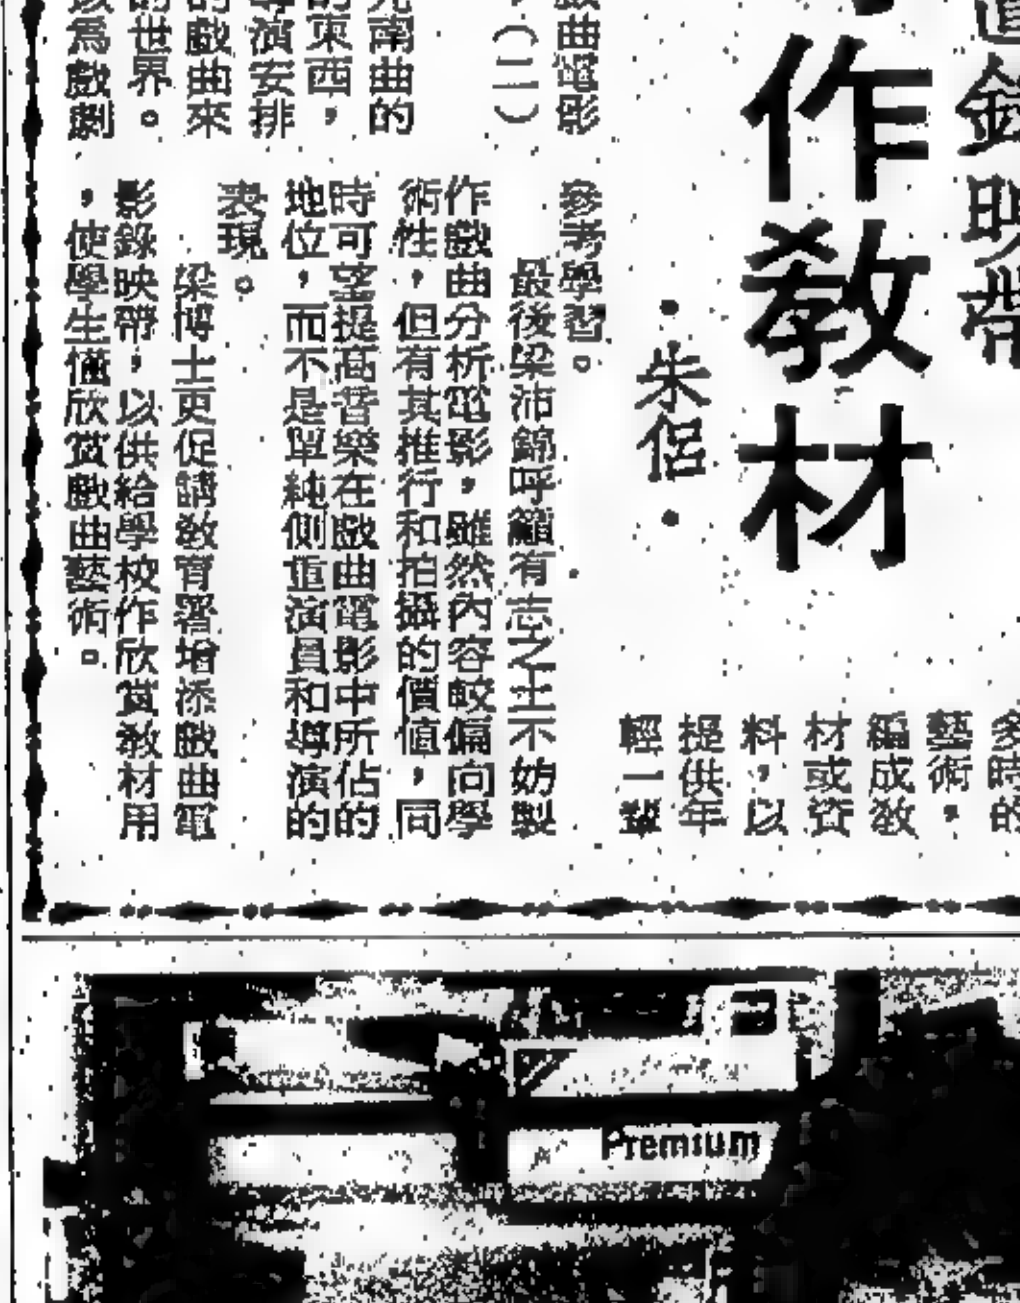 作教材
錄映帶
•朱侶•
多時的
藝術，
編成教
材或資
料，以
提供年
輕一輩
參考學習。
最後梁沛錦呼籲有志之士不妨製
作戲曲分析電影，雖然內容較偏向學
術性，但有其推行和拍攝的價值，同
時可望提高音樂在戲曲電影中所佔的
地位，而不是單純側重演員和導演的
表現。
梁博士更促請教育署增添戲曲電
影錄映帶，以供給學校作欣賞教材用
，使學生懂欣賞戲曲藝術。
戲曲電影
（二）
南曲的
東西，
演安排
戲曲來
世界。
為戲劇
Premium